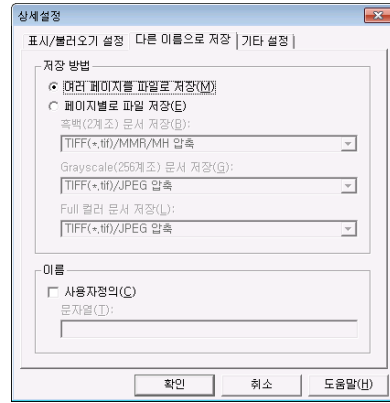 상세설정
표시/불러오기 설정 다른 이름으로 저장 기타 설정
저장 방법
여러 페이지를 파일로 저장(M)
페이지별로 파일 저장(E)
흑백(2계조) 문서 저장(B):
TIFF(*.tif)/MMR/MH 압축
Grayscale(256계조) 문서 저장(G):
TIFF(*.tif)/JPEG 압축
Full 컬러 문서 저장(L):
TIFF(*.tif)/JPEG 압축
이름
사용자정의(C)
문자열(T):
확인 취소 도움말(H)